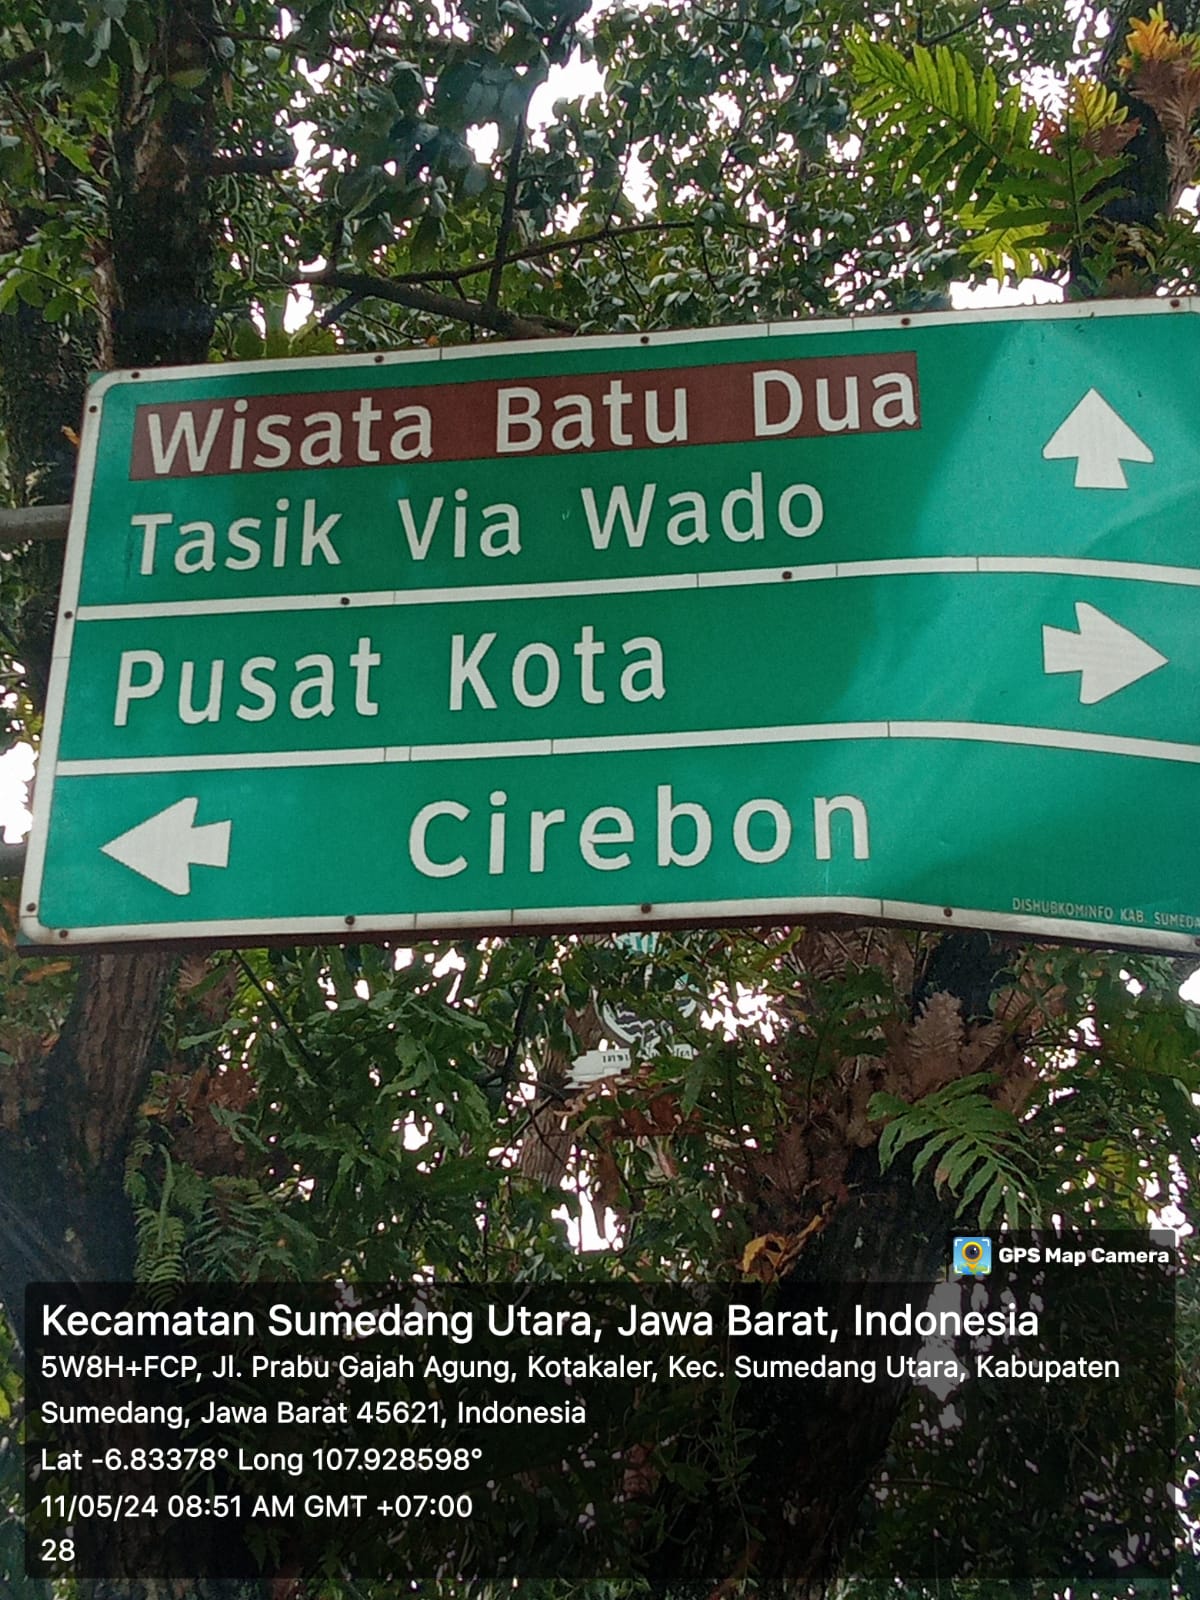 Wisata Batu Dua
Tasik Via Wado
Pusat Kota
Cirebon
DISHUBKOMINFO KAB.
GPS Map Camera
Kecamatan Sumedang Utara, Jawa Barat, Indonesia
5W8H+FCP, Jl. Prabu Gajah Agung, Kotakaler, Kec. Sumedang Utara, Kabupaten
Sumedang, Jawa Barat 45621, Indonesia
Lat -6.83378° Long 107.928598°
11/05/24 08:51 AM GMT +07:00
28